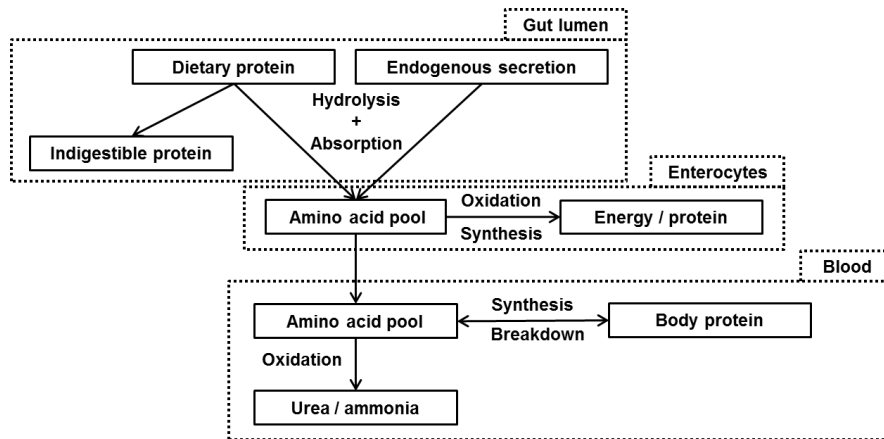 Gut lumen
Dietary protein
Endogenous secretion
Hydrolysis
+
Absorption
Indigestible protein
Enterocytes
Amino acid pool
Oxidation
Synthesis
Energy / protein
Blood
Amino acid pool
Synthesis
Breakdown
Body protein
Oxidation
Urea / ammonia